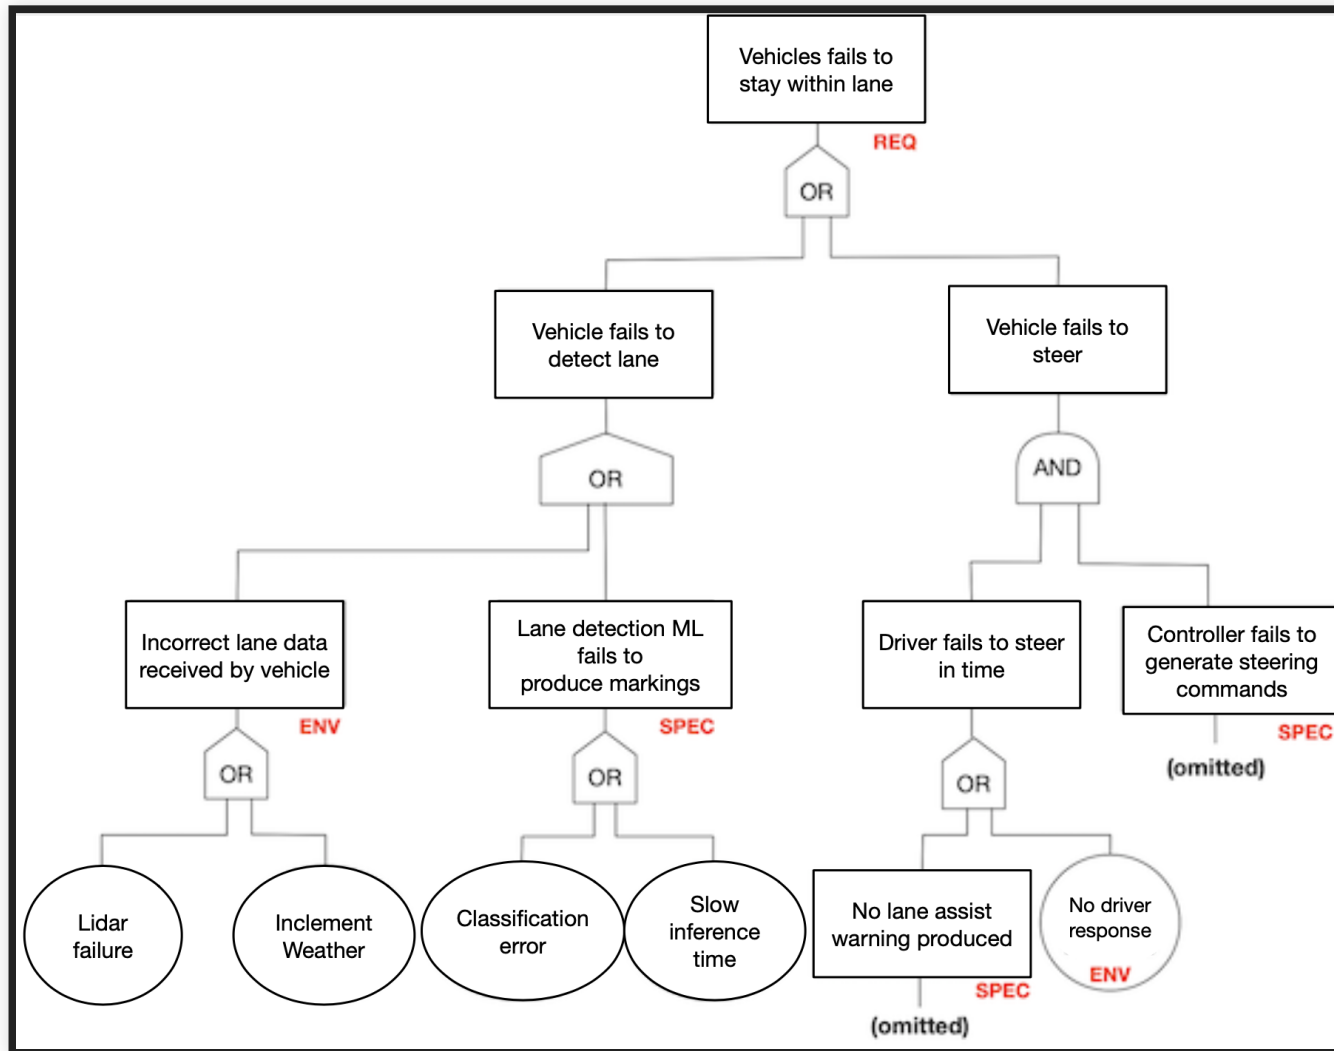 Vehicles fails to
stay within lane
REQ
OR
Vehicle fails to
detect lane
Vehicle fails to
steer
OR
AND
Incorrect lane data
received by vehicle
ENV
Lane detection ML
fails to
produce markings
SPEC
Driver fails to steer
in time
Controller fails to
generate steering
commands
SPEC
(omitted)
OR
OR
OR
Lidar
failure
Inclement
Weather
Classification
error
Slow
inference
time
No lane assist
warning produced
SPEC
(omitted)
No driver
response
ENV